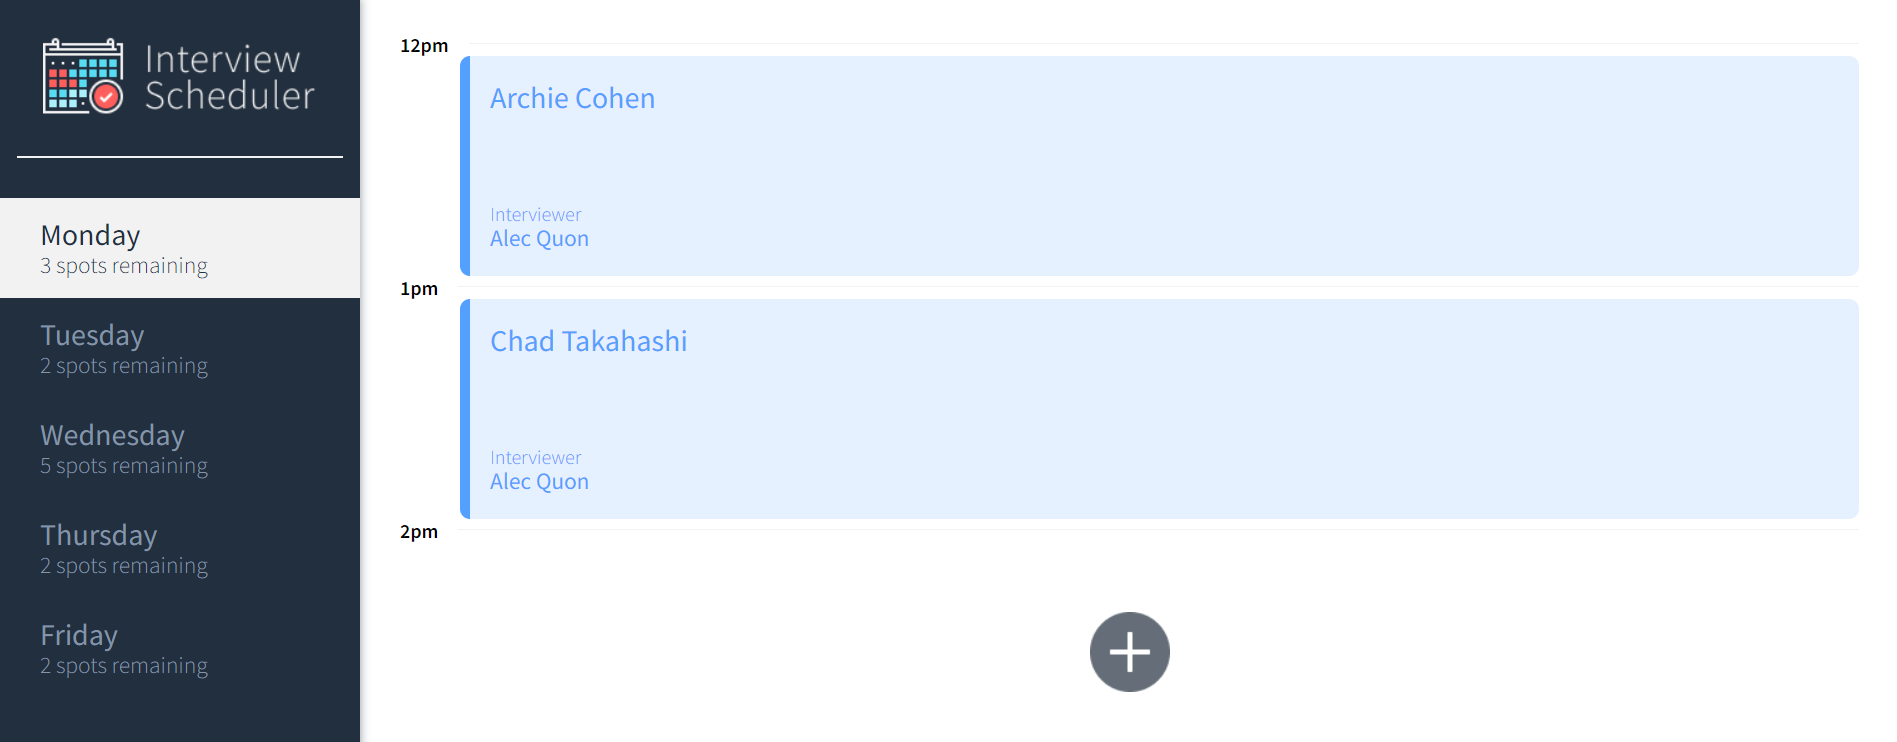 Interview
Scheduler
Monday
3 spots remaining
Tuesday
2 spots remaining
Wednesday
5 spots remaining
Thursday
2 spots remaining
Friday
2 spots remaining
12pm
Archie Cohen
Interviewer
Alec Quon
1pm
Chad Takahashi
Interviewer
Alec Quon
2pm